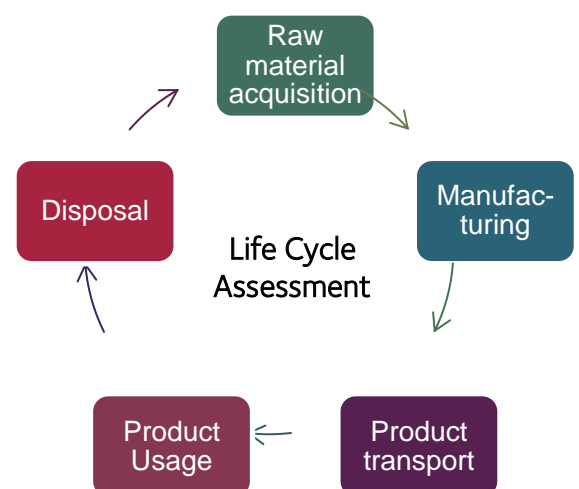 Raw
material
acquisition
Manufac-
turing
Product
transport
Product
Usage
Disposal
Life Cycle
Assessment